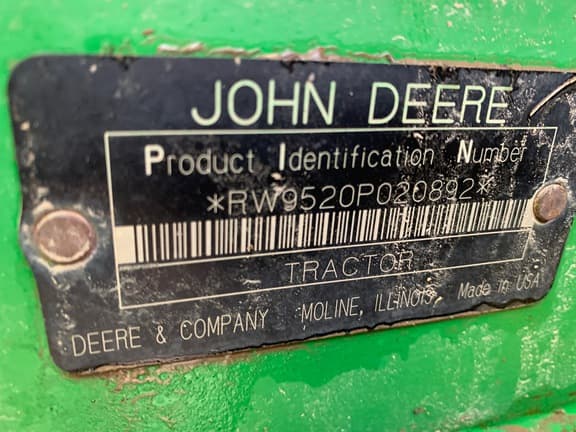 JOHN DEERE
Product Identification Number
*RW9520P020892*
TRACTOR
DEERE & COMPANY MOLINE, ILLINOIS, Made in USA